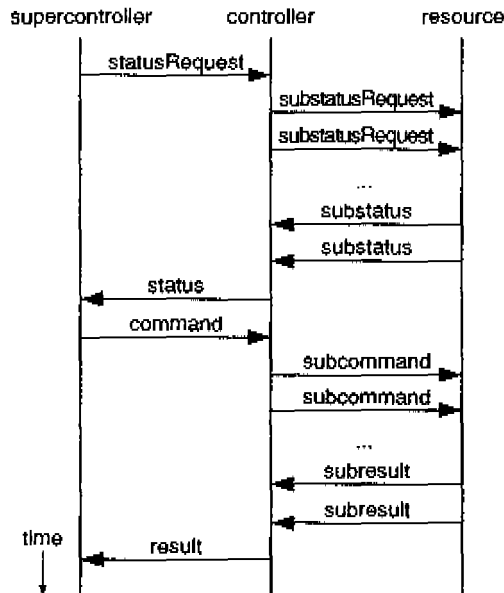 supercontroller controller resource
statusRequest
substatusRequest
substatusRequest
...
substatus
substatus
status
command
subcommand
subcommand
...
subresult
subresult
time
result